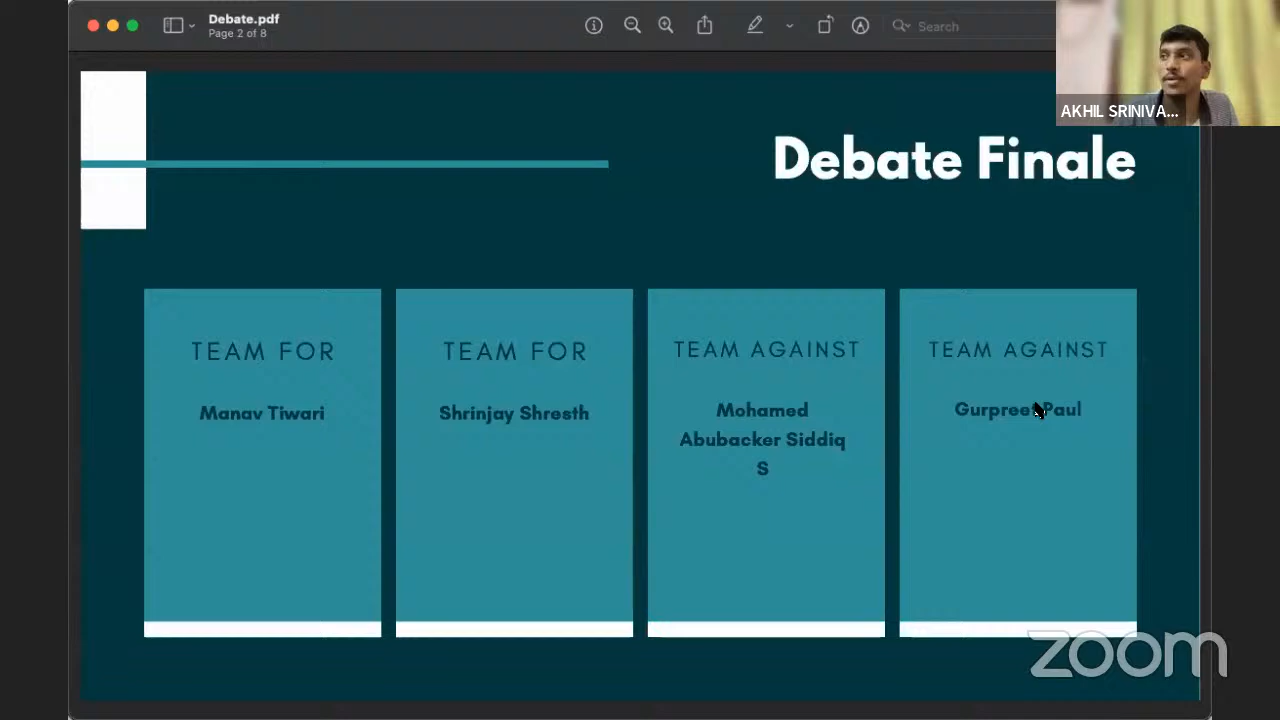 Debate.pdf
Page 2 of 8
Search
AKHIL SRINIVA...
Debate Finale
TEAM FOR
Manav Tiwari
TEAM FOR
Shrinjay Shresth
TEAM AGAINST
Mohamed
Abubacker Siddiq
S
TEAM AGAINST
Gurpreet Paul
zoom